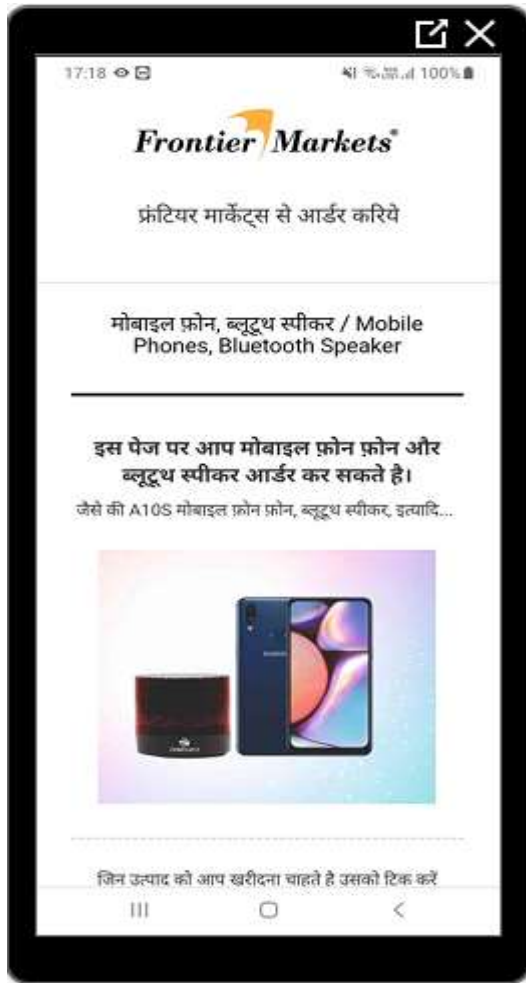 17:18
100%
Frontier Markets®
फ्रंटियर मार्केट्स से आर्डर करिये
मोबाइल फ़ोन, ब्लूटूथ स्पीकर / Mobile
Phones, Bluetooth Speaker
इस पेज पर आप मोबाइल फ़ोन फ़ोन और
ब्लूटूथ स्पीकर आर्डर कर सकते है।
जैसे की A10S मोबाइल फ़ोन फ़ोन, ब्लूटूथ स्पीकर, इत्यादि...
जिन उत्पाद को आप खरीदना चाहते है उसको टिक करें